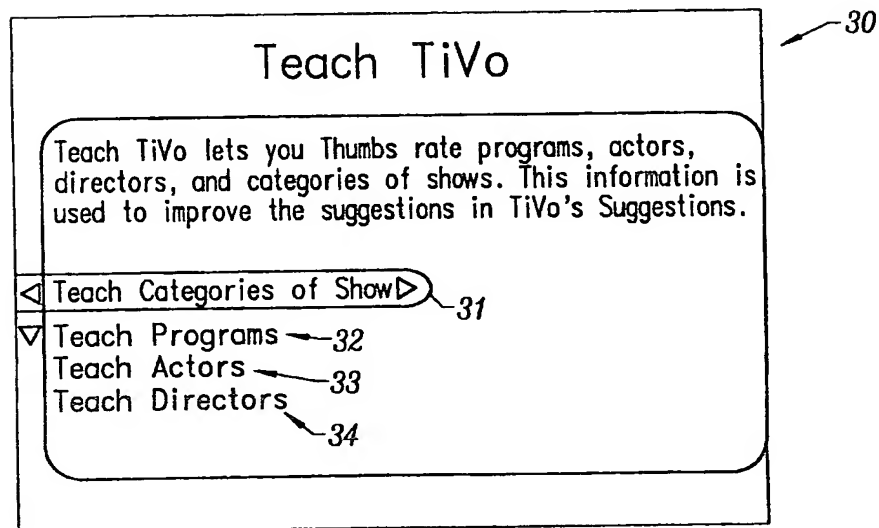 30
Teach TiVo
Teach TiVo lets you Thumbs rate programs, actors,
directors, and categories of shows. This information is
used to improve the suggestions in TiVo's Suggestions.
Teach Categories of Show
31
Teach Programs 32
Teach Actors 33
Teach Directors
34